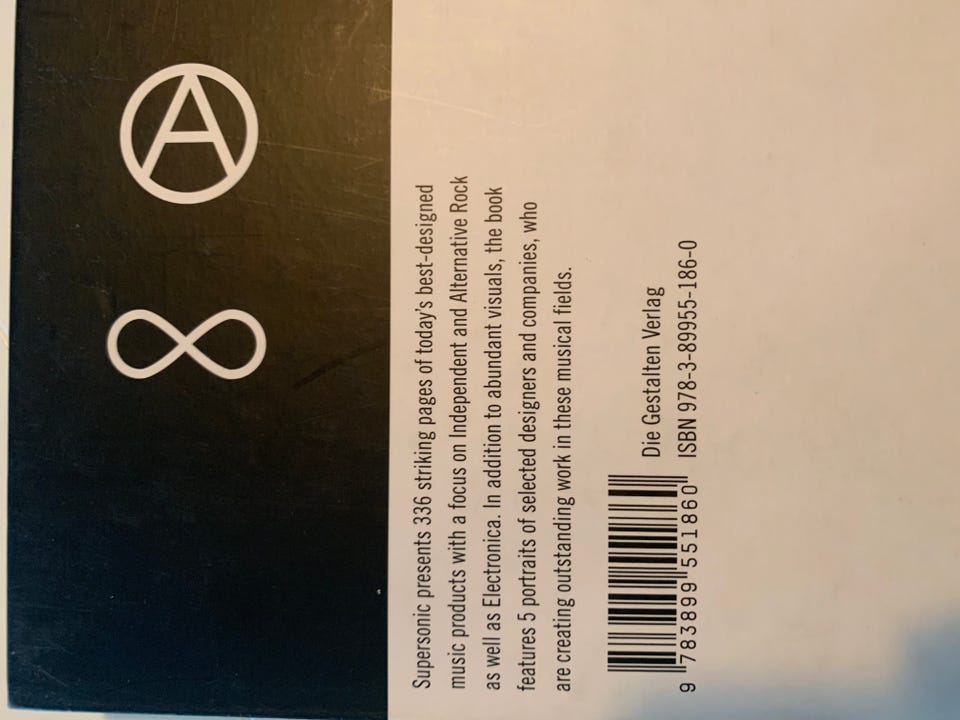 Supersonic presents 336 striking pages of today's best-designed
music products with a focus on Independent and Alternative Rock
as well as Electronica. In addition to abundant visuals, the book
features 5 portraits of selected designers and companies, who
are creating outstanding work in these musical fields.
Die Gestalten Verlag
ISBN 978-3-89955-186-0
9 783899 551860
A